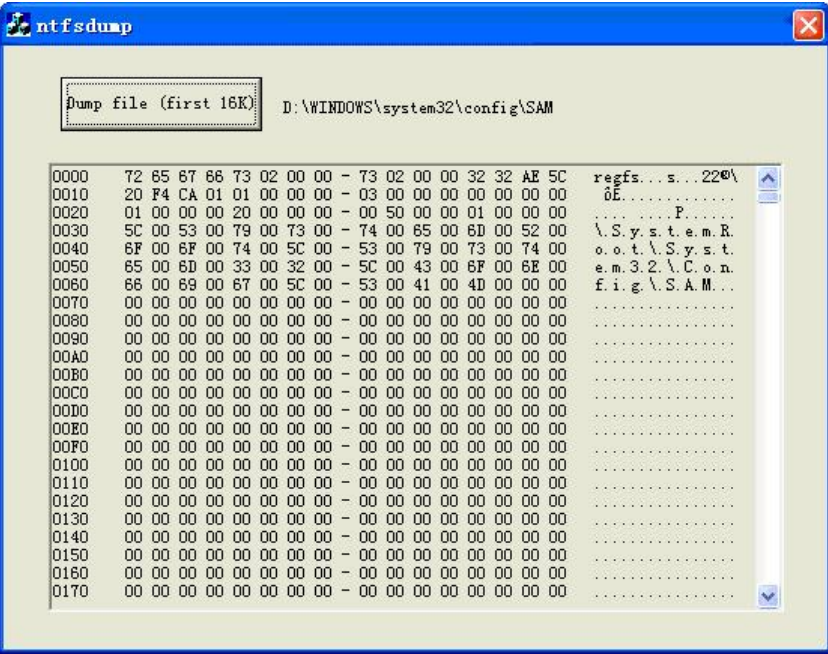 ntfsdump
Dump file (first 16K)
D:\WINDOWS\system32\config\SAM
0000 72 65 67 66 73 02 00 00 - 73 02 00 00 32 32 AE 5C regfs...s...22®\
0010 20 F4 CA 01 01 00 00 00 - 03 00 00 00 00 00 00 00  ôÊ.............
0020 01 00 00 00 20 00 00 00 - 00 50 00 00 01 00 00 00 .... ....P......
0030 5C 00 53 00 79 00 73 00 - 74 00 65 00 6D 00 52 00 \.S.y.s.t.e.m.R.
0040 6F 00 6F 00 74 00 5C 00 - 53 00 79 00 73 00 74 00 o.o.t.\.S.y.s.t.
0050 65 00 6D 00 33 00 32 00 - 5C 00 43 00 6F 00 6E 00 e.m.3.2.\.C.o.n.
0060 66 00 69 00 67 00 5C 00 - 53 00 41 00 4D 00 00 00 f.i.g.\.S.A.M...
0070 00 00 00 00 00 00 00 00 - 00 00 00 00 00 00 00 00 ................
0080 00 00 00 00 00 00 00 00 - 00 00 00 00 00 00 00 00 ................
0090 00 00 00 00 00 00 00 00 - 00 00 00 00 00 00 00 00 ................
00A0 00 00 00 00 00 00 00 00 - 00 00 00 00 00 00 00 00 ................
00B0 00 00 00 00 00 00 00 00 - 00 00 00 00 00 00 00 00 ................
00C0 00 00 00 00 00 00 00 00 - 00 00 00 00 00 00 00 00 ................
00D0 00 00 00 00 00 00 00 00 - 00 00 00 00 00 00 00 00 ................
00E0 00 00 00 00 00 00 00 00 - 00 00 00 00 00 00 00 00 ................
00F0 00 00 00 00 00 00 00 00 - 00 00 00 00 00 00 00 00 ................
0100 00 00 00 00 00 00 00 00 - 00 00 00 00 00 00 00 00 ................
0110 00 00 00 00 00 00 00 00 - 00 00 00 00 00 00 00 00 ................
0120 00 00 00 00 00 00 00 00 - 00 00 00 00 00 00 00 00 ................
0130 00 00 00 00 00 00 00 00 - 00 00 00 00 00 00 00 00 ................
0140 00 00 00 00 00 00 00 00 - 00 00 00 00 00 00 00 00 ................
0150 00 00 00 00 00 00 00 00 - 00 00 00 00 00 00 00 00 ................
0160 00 00 00 00 00 00 00 00 - 00 00 00 00 00 00 00 00 ................
0170 00 00 00 00 00 00 00 00 - 00 00 00 00 00 00 00 00 ................